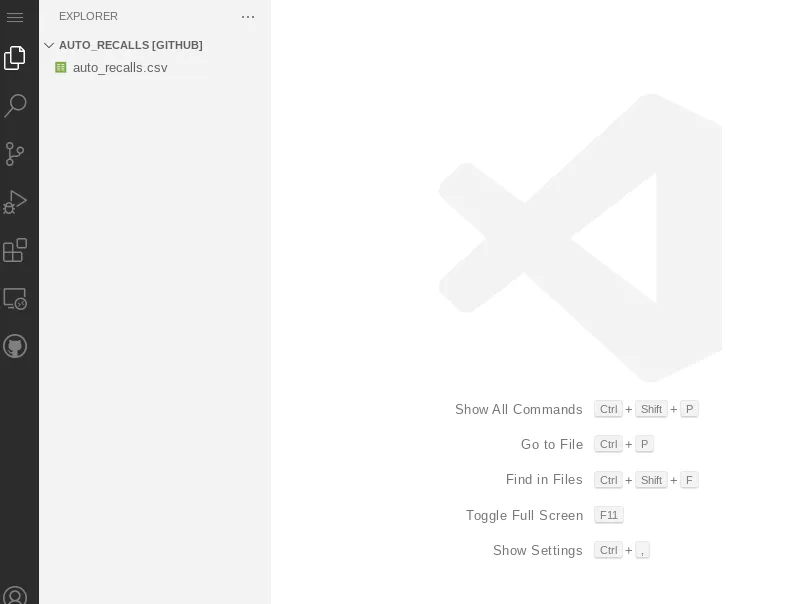 EXPLORER ...
AUTO_RECALLS [GITHUB]
auto_recalls.csv
Show All Commands Ctrl + Shift + P
Go to File Ctrl + P
Find in Files Ctrl + Shift + F
Toggle Full Screen F11
Show Settings Ctrl + ,